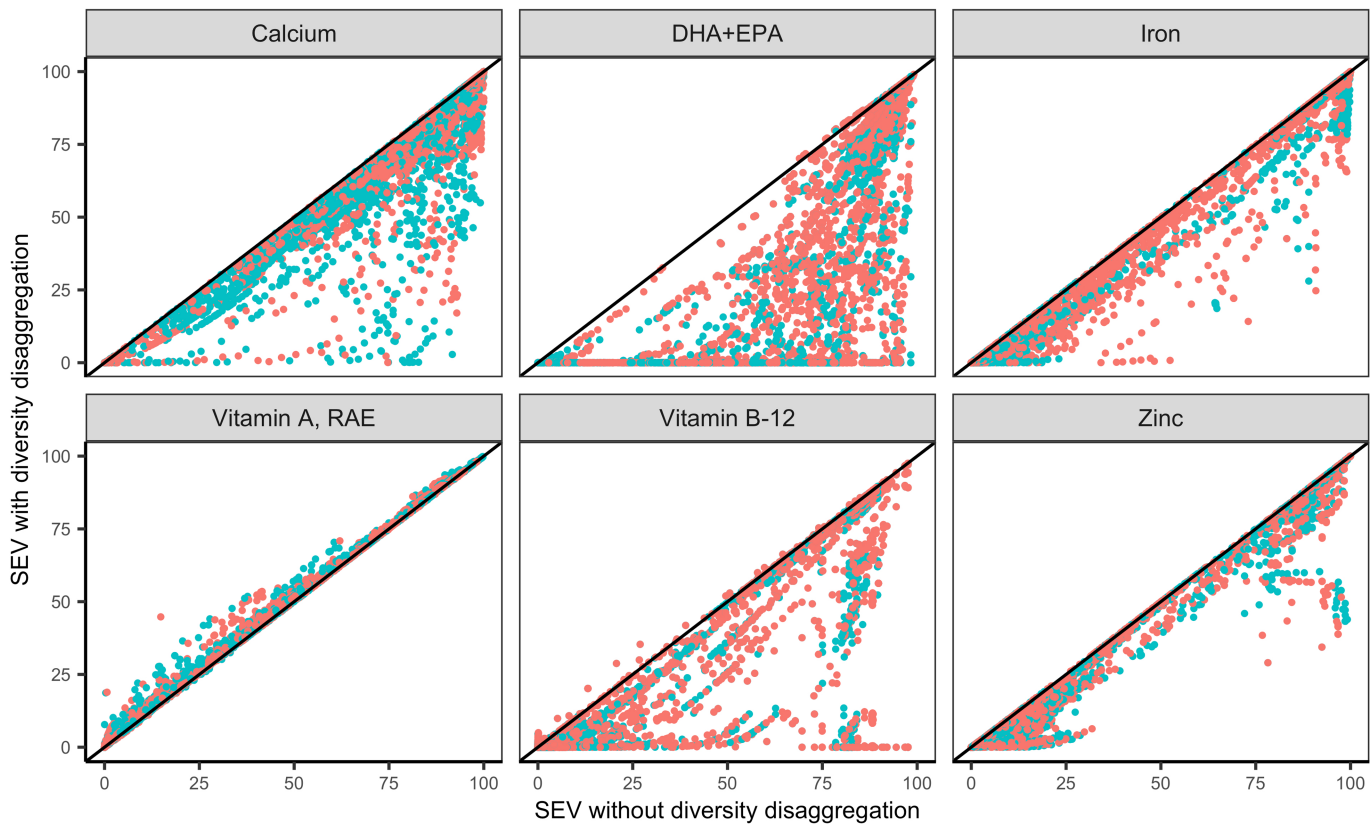 Calcium
DHA+EPA
Iron
100
75
50
25
0
Vitamin A, RAE
Vitamin B-12
Zinc
100
75
50
25
0
0 25 50 75 100
0 25 50 75 100
0 25 50 75 100
SEV without diversity disaggregation
SEV with diversity disaggregation